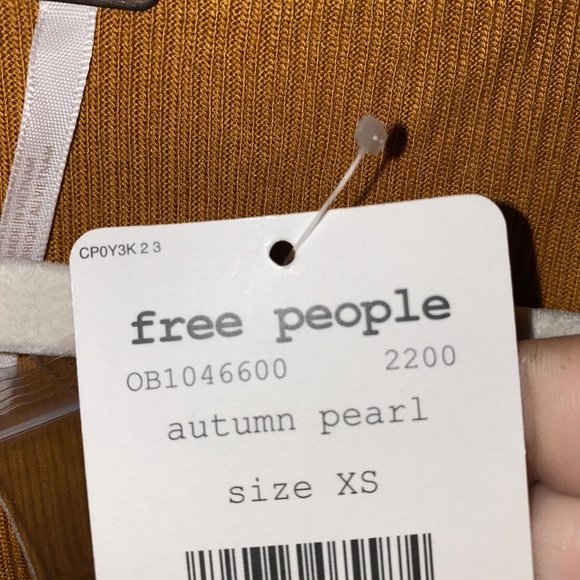 CP0Y3K 2 3
free people
OB1046600 2200
autumn pearl
size XS